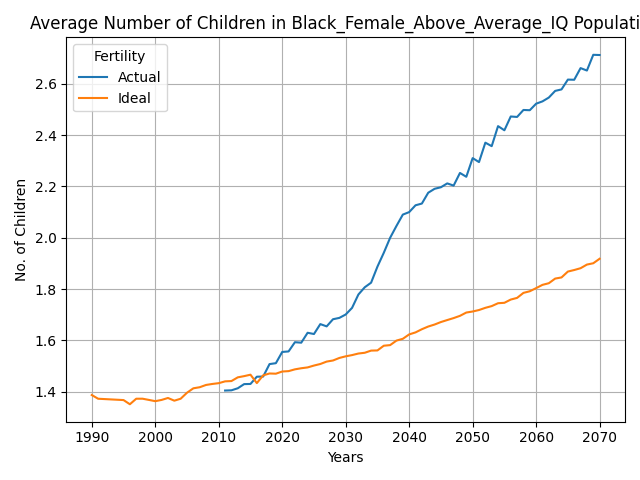 Average Number of Children in Black_Female_Above_Average_IQ Populati
Fertility
Actual
Ideal
No. of Children
2.6
2.4
2.2
2.0
1.8
1.6
1.4
1990 2000 2010 2020 2030 2040 2050 2060 2070
Years